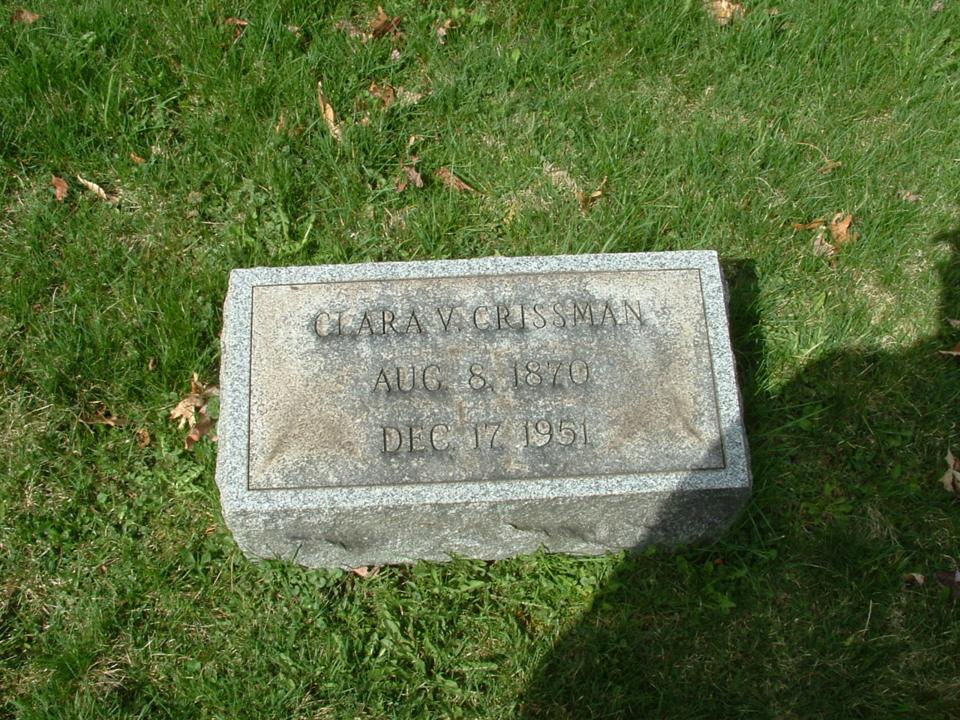 CLARA V. CRISSMAN
AUG. 8, 1870
DEC. 17 1951